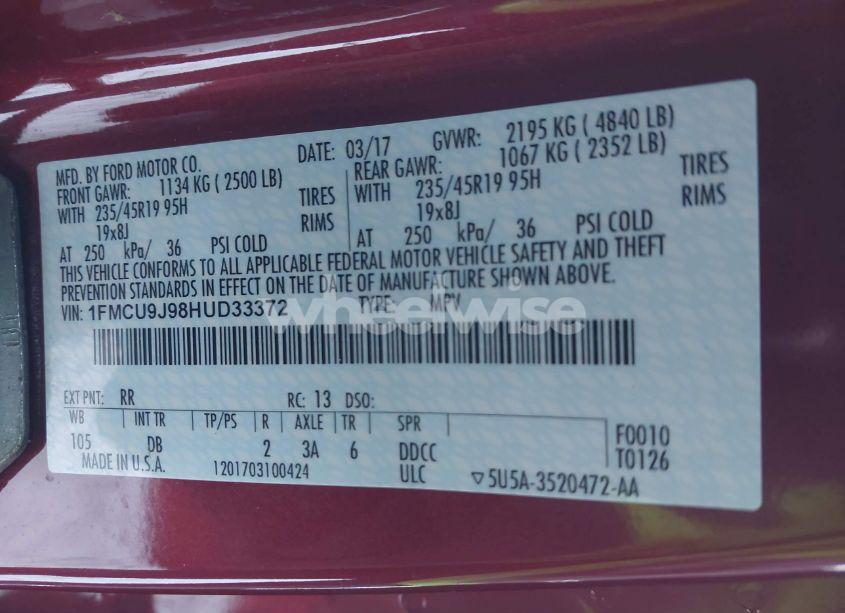 MFD. BY FORD MOTOR CO. DATE: 03/17 GVWR: 2195 KG ( 4840 LB)
FRONT GAWR: 1134 KG ( 2500 LB) REAR GAWR: 1067 KG ( 2352 LB)
WITH 235/45R19 95H TIRES WITH 235/45R19 95H TIRES
19x8J RIMS 19x8J RIMS
AT 250 kPa/ 36 PSI COLD AT 250 kPa/ 36 PSI COLD
THIS VEHICLE CONFORMS TO ALL APPLICABLE FEDERAL MOTOR VEHICLE SAFETY AND THEFT
PREVENTION STANDARDS IN EFFECT ON THE DATE OF MANUFACTURE SHOWN ABOVE.
VIN: 1FMCU9J98HUD33372 TYPE: MPV
wheelwise
EXT PNT: RR RC: 13 DSO:
WB INT TR TP/PS R AXLE TR SPR
105 DB 2 3A 6 DDCC F0010
MADE IN U.S.A. 1201703100424 ULC T0126
▽5U5A-3520472-AA